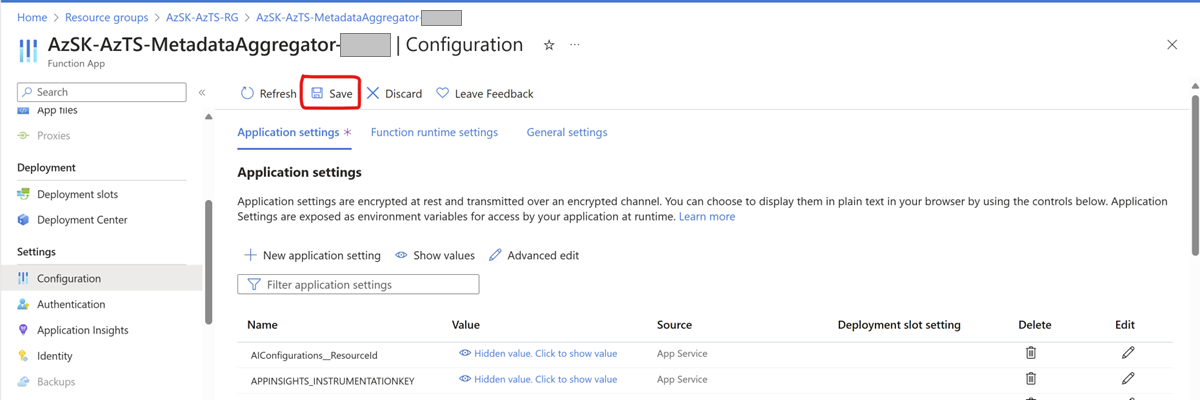 Home > Resource groups > AzSK-AzTS-RG > AzSK-AzTS-MetadataAggregator-
AzSK-AzTS-MetadataAggregator- | Configuration
Function App
Search
Refresh Save Discard Leave Feedback
App files
Proxies
Deployment
Deployment slots
Deployment Center
Settings
Configuration
Authentication
Application Insights
Identity
Backups
Application settings * Function runtime settings General settings
Application settings
Application settings are encrypted at rest and transmitted over an encrypted channel. You can choose to display them in plain text in your browser by using the controls below. Application
Settings are exposed as environment variables for access by your application at runtime. Learn more
New application setting Show values Advanced edit
Filter application settings
Name Value Source Deployment slot setting Delete Edit
AIConfigurations__ResourceId Hidden value. Click to show value App Service
APPINSIGHTS_INSTRUMENTATIONKEY Hidden value. Click to show value App Service